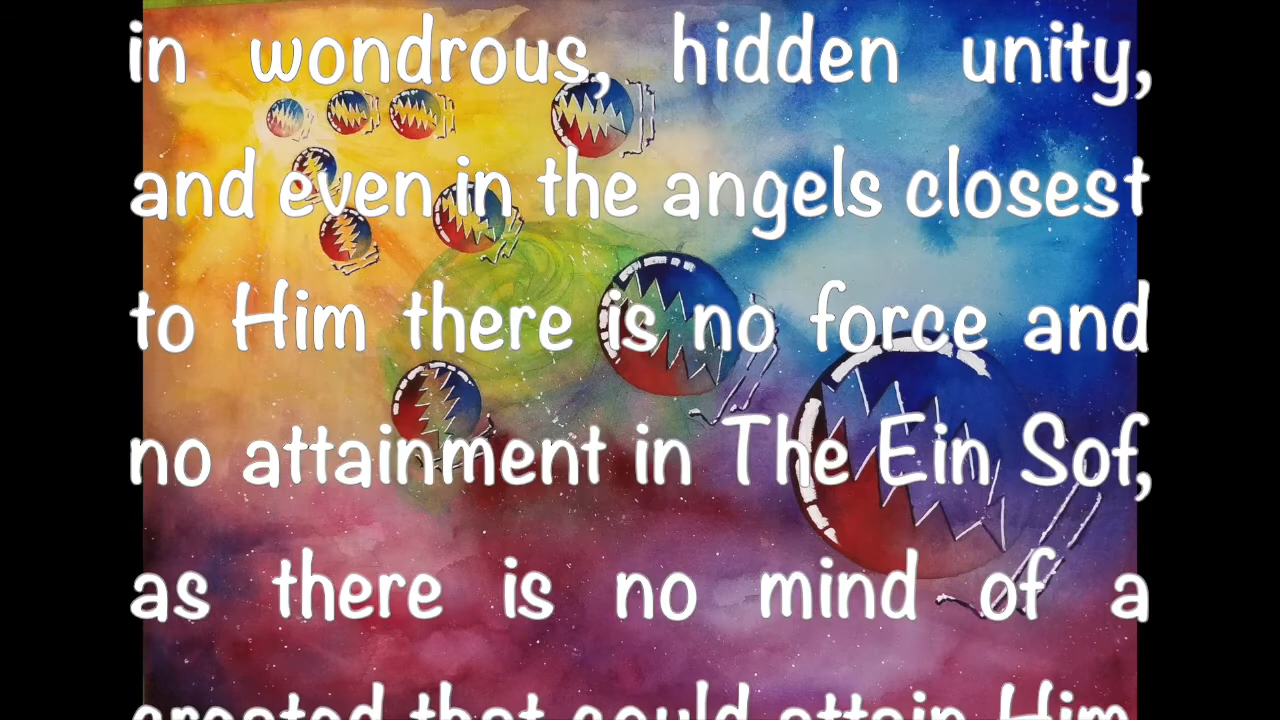 in wondrous, hidden unity,
and even in the angels closest
to Him there is no force and
no attainment in The Ein Sof,
as there is no mind of a
created that could attain Him,